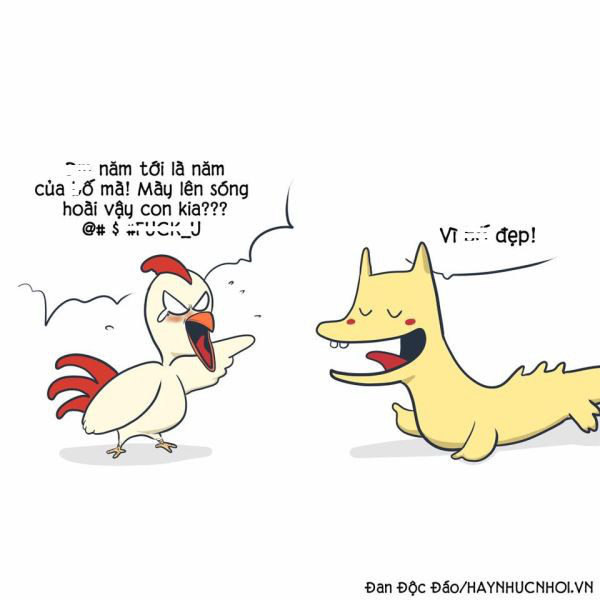 năm tới là năm
của mà! Mày lên sóng
hoài vậy con kia???
@# $ #FUCK_U
Vì đẹp!
Đan Độc Đáo/HAYNHUCNHOI.VN